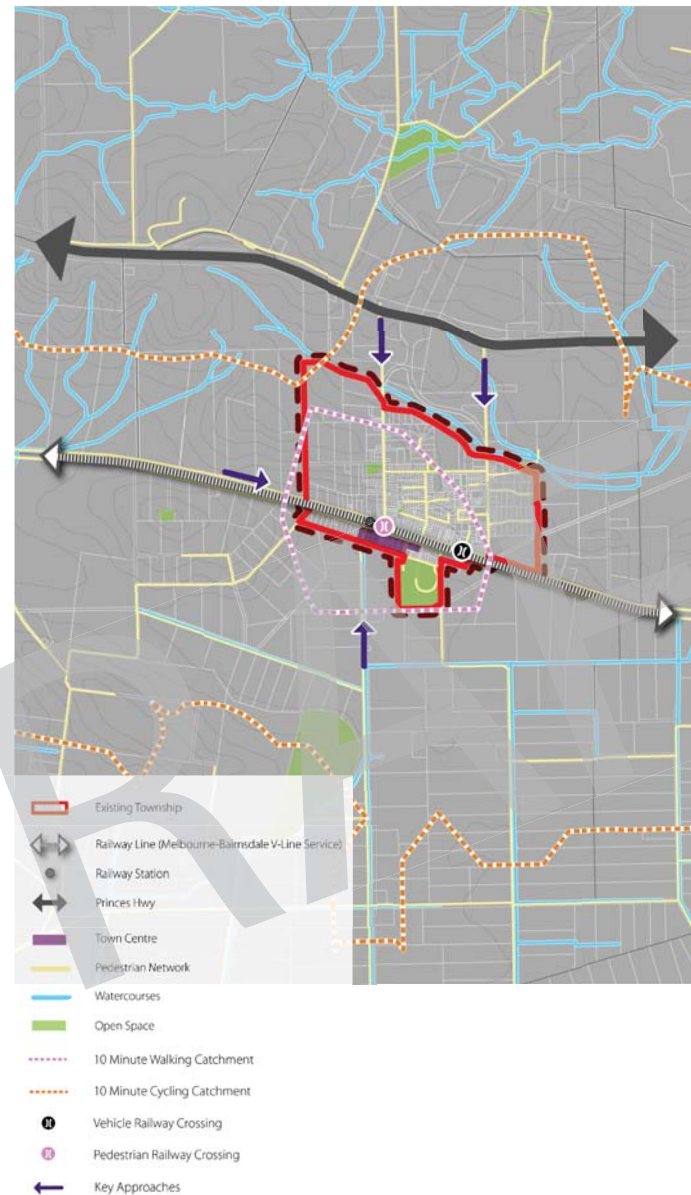 Existing Township
Railway Line (Melbourne-Bairnsdale V-Line Service)
Railway Station
Princes Hwy
Town Centre
Pedestrian Network
Watercourses
Open Space
10 Minute Walking Catchment
10 Minute Cycling Catchment
Vehicle Railway Crossing
Pedestrian Railway Crossing
Key Approaches